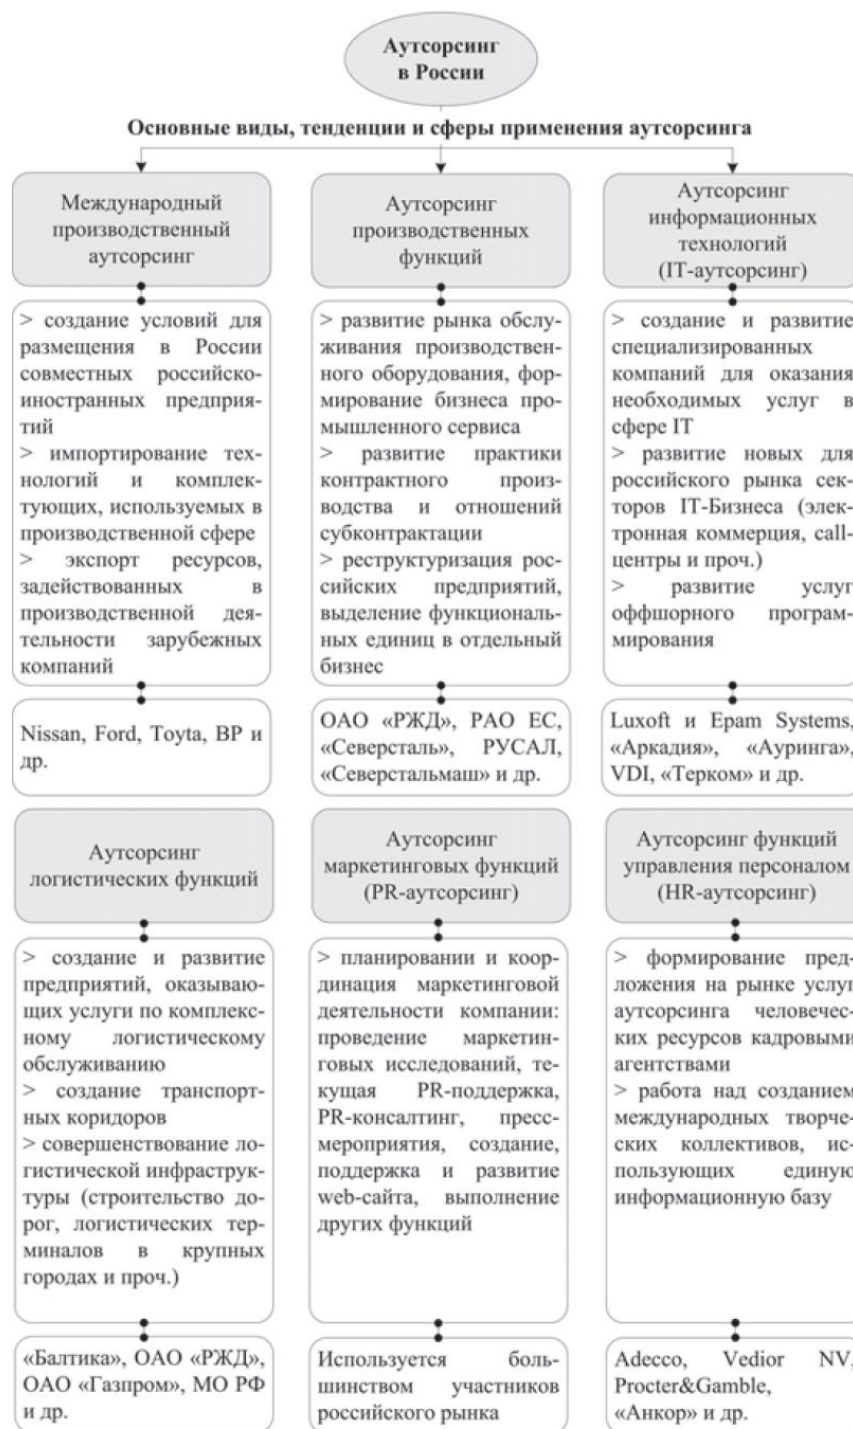 Аутсорсинг
в России
Основные виды, тенденции и сферы применения аутсорсинга
Международный
производственный
аутсорсинг
> создание условий для
размещения в России
совместных российско-
иностранных предприя-
тий
> импортирование тех-
нологий и комплек-
тующих, используемых в
производственной сфере
> экспорт ресурсов,
задействованных в
производственной дея-
тельности зарубежных
компаний
Nissan, Ford, Toyta, BP и
др.
Аутсорсинг
производственных
функций
> развитие рынка обслу-
живания производствен-
ного оборудования, фор-
мирование бизнеса про-
мышленного сервиса
> развитие практики
контрактного произ-
водства и отношений
субконтрактации
> реструктуризация рос-
сийских предприятий,
выделение функциональ-
ных единиц в отдельный
бизнес
ОАО «РЖД», РАО ЕС,
«Северсталь», РУСАЛ,
«Северстальмаш» и др.
Аутсорсинг
информационных
технологий
(IT-аутсорсинг)
> создание и развитие
специализированных
компаний для оказания
необходимых услуг в
сфере IT
> развитие новых для
российского рынка сек-
торов IT-Бизнеса (элек-
тронная коммерция, call-
центры и проч.)
> развитие услуг
оффшорного програм-
мирования
Luxoft и Epam Systems,
«Аркадия», «Ауринга»,
VDI, «Терком» и др.
Аутсорсинг
логистических функций
> создание и развитие
предприятий, оказываю-
щих услуги по комплекс-
ному логистическому
обслуживанию
> создание транспорт-
ных коридоров
> совершенствование ло-
гистической инфраструк-
туры (строительство до-
рог, логистических тер-
миналов в крупных
городах и проч.)
«Балтика», ОАО «РЖД»,
ОАО «Газпром», МО РФ
и др.
Аутсорсинг
маркетинговых функций
(PR-аутсорсинг)
> планировании и коор-
динация маркетинговой
деятельности компании:
проведение маркетин-
говых исследований, те-
кущая PR-поддержка,
PR-консалтинг, пресс-
мероприятия, создание,
поддержка и развитие
web-сайта, выполнение
других функций
Используется боль-
шинством участников
российского рынка
Аутсорсинг функций
управления персоналом
(HR-аутсорсинг)
> формирование пред-
ложения на рынке услуг
аутсорсинга человечес-
ких ресурсов кадровыми
агентствами
> работа над созданием
международных творче-
ских коллективов, ис-
пользующих единую
информационную базу
Adecco, Vedior NV,
Procter&Gamble,
«Анкор» и др.